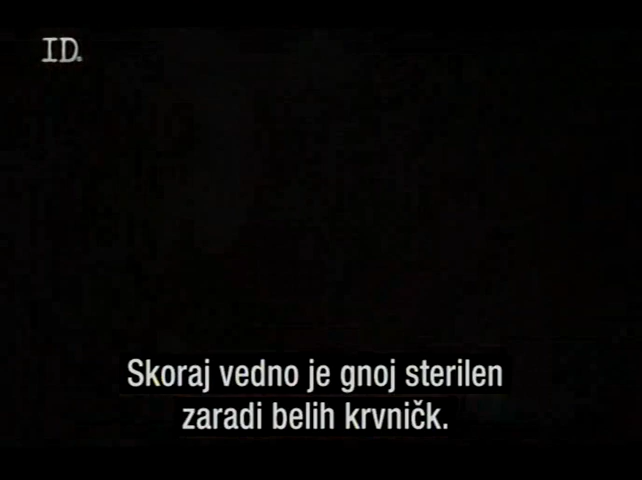 ID.
Skoraj vedno je gnoj sterilen
zaradi belih krvničk.